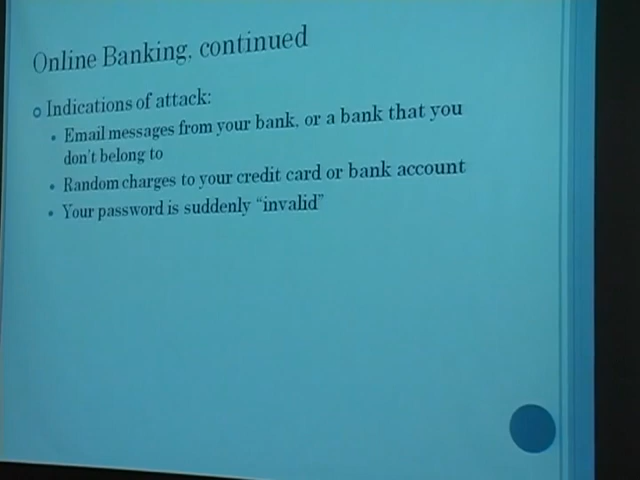 Online Banking, continued
Indications of attack:
Email messages from your bank, or a bank that you
don't belong to
Random charges to your credit card or bank account
Your password is suddenly “invalid”